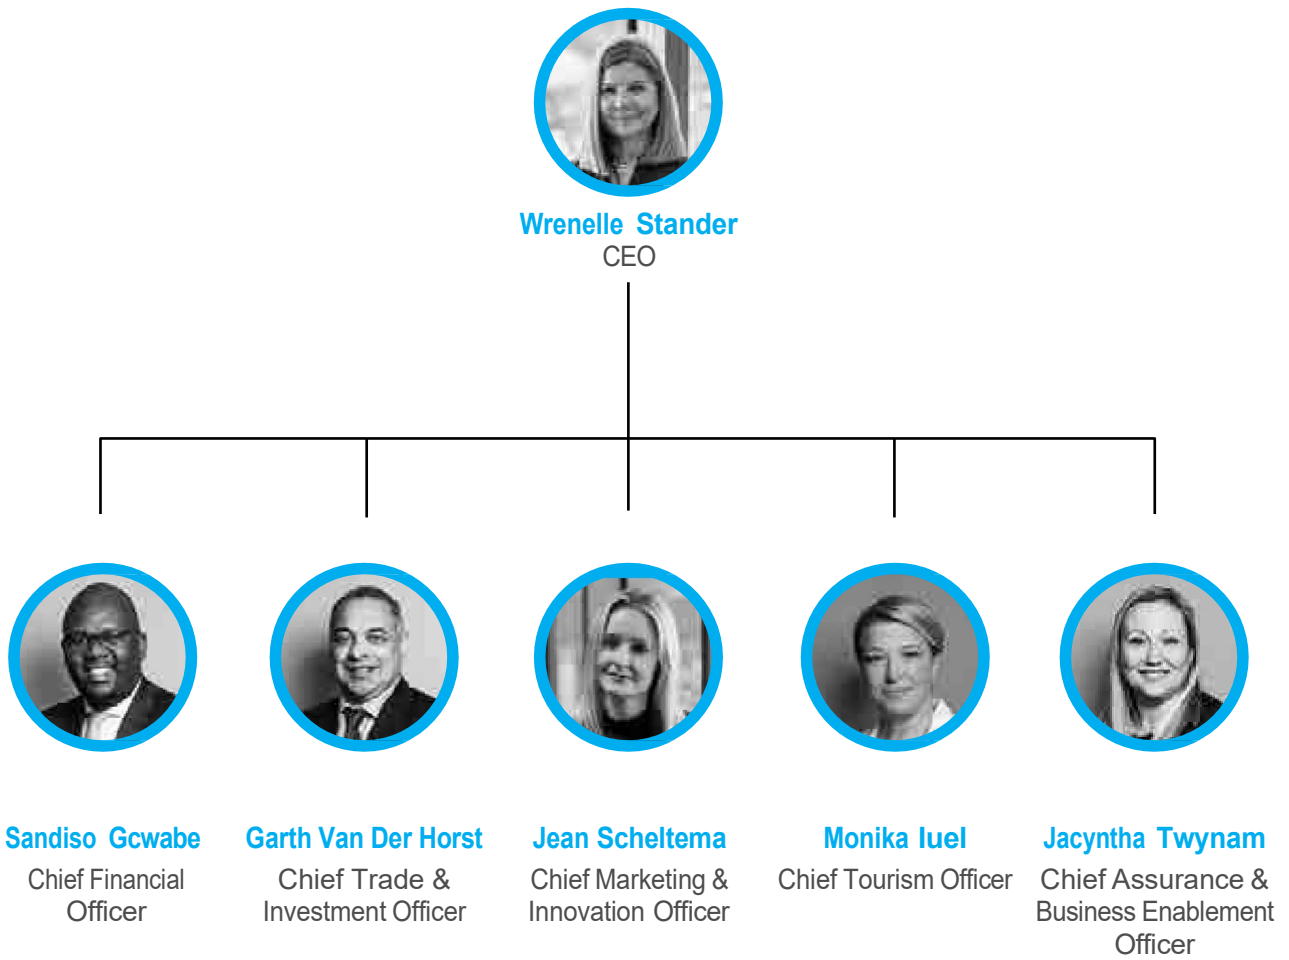 Wrenelle Stander
CEO
Sandiso Gcwabe
Chief Financial
Officer
Garth Van Der Horst
Chief Trade &
Investment Officer
Jean Scheltema
Chief Marketing &
Innovation Officer
Monika Iuel
Chief Tourism Officer
Jacyntha Twynam
Chief Assurance &
Business Enablement
Officer